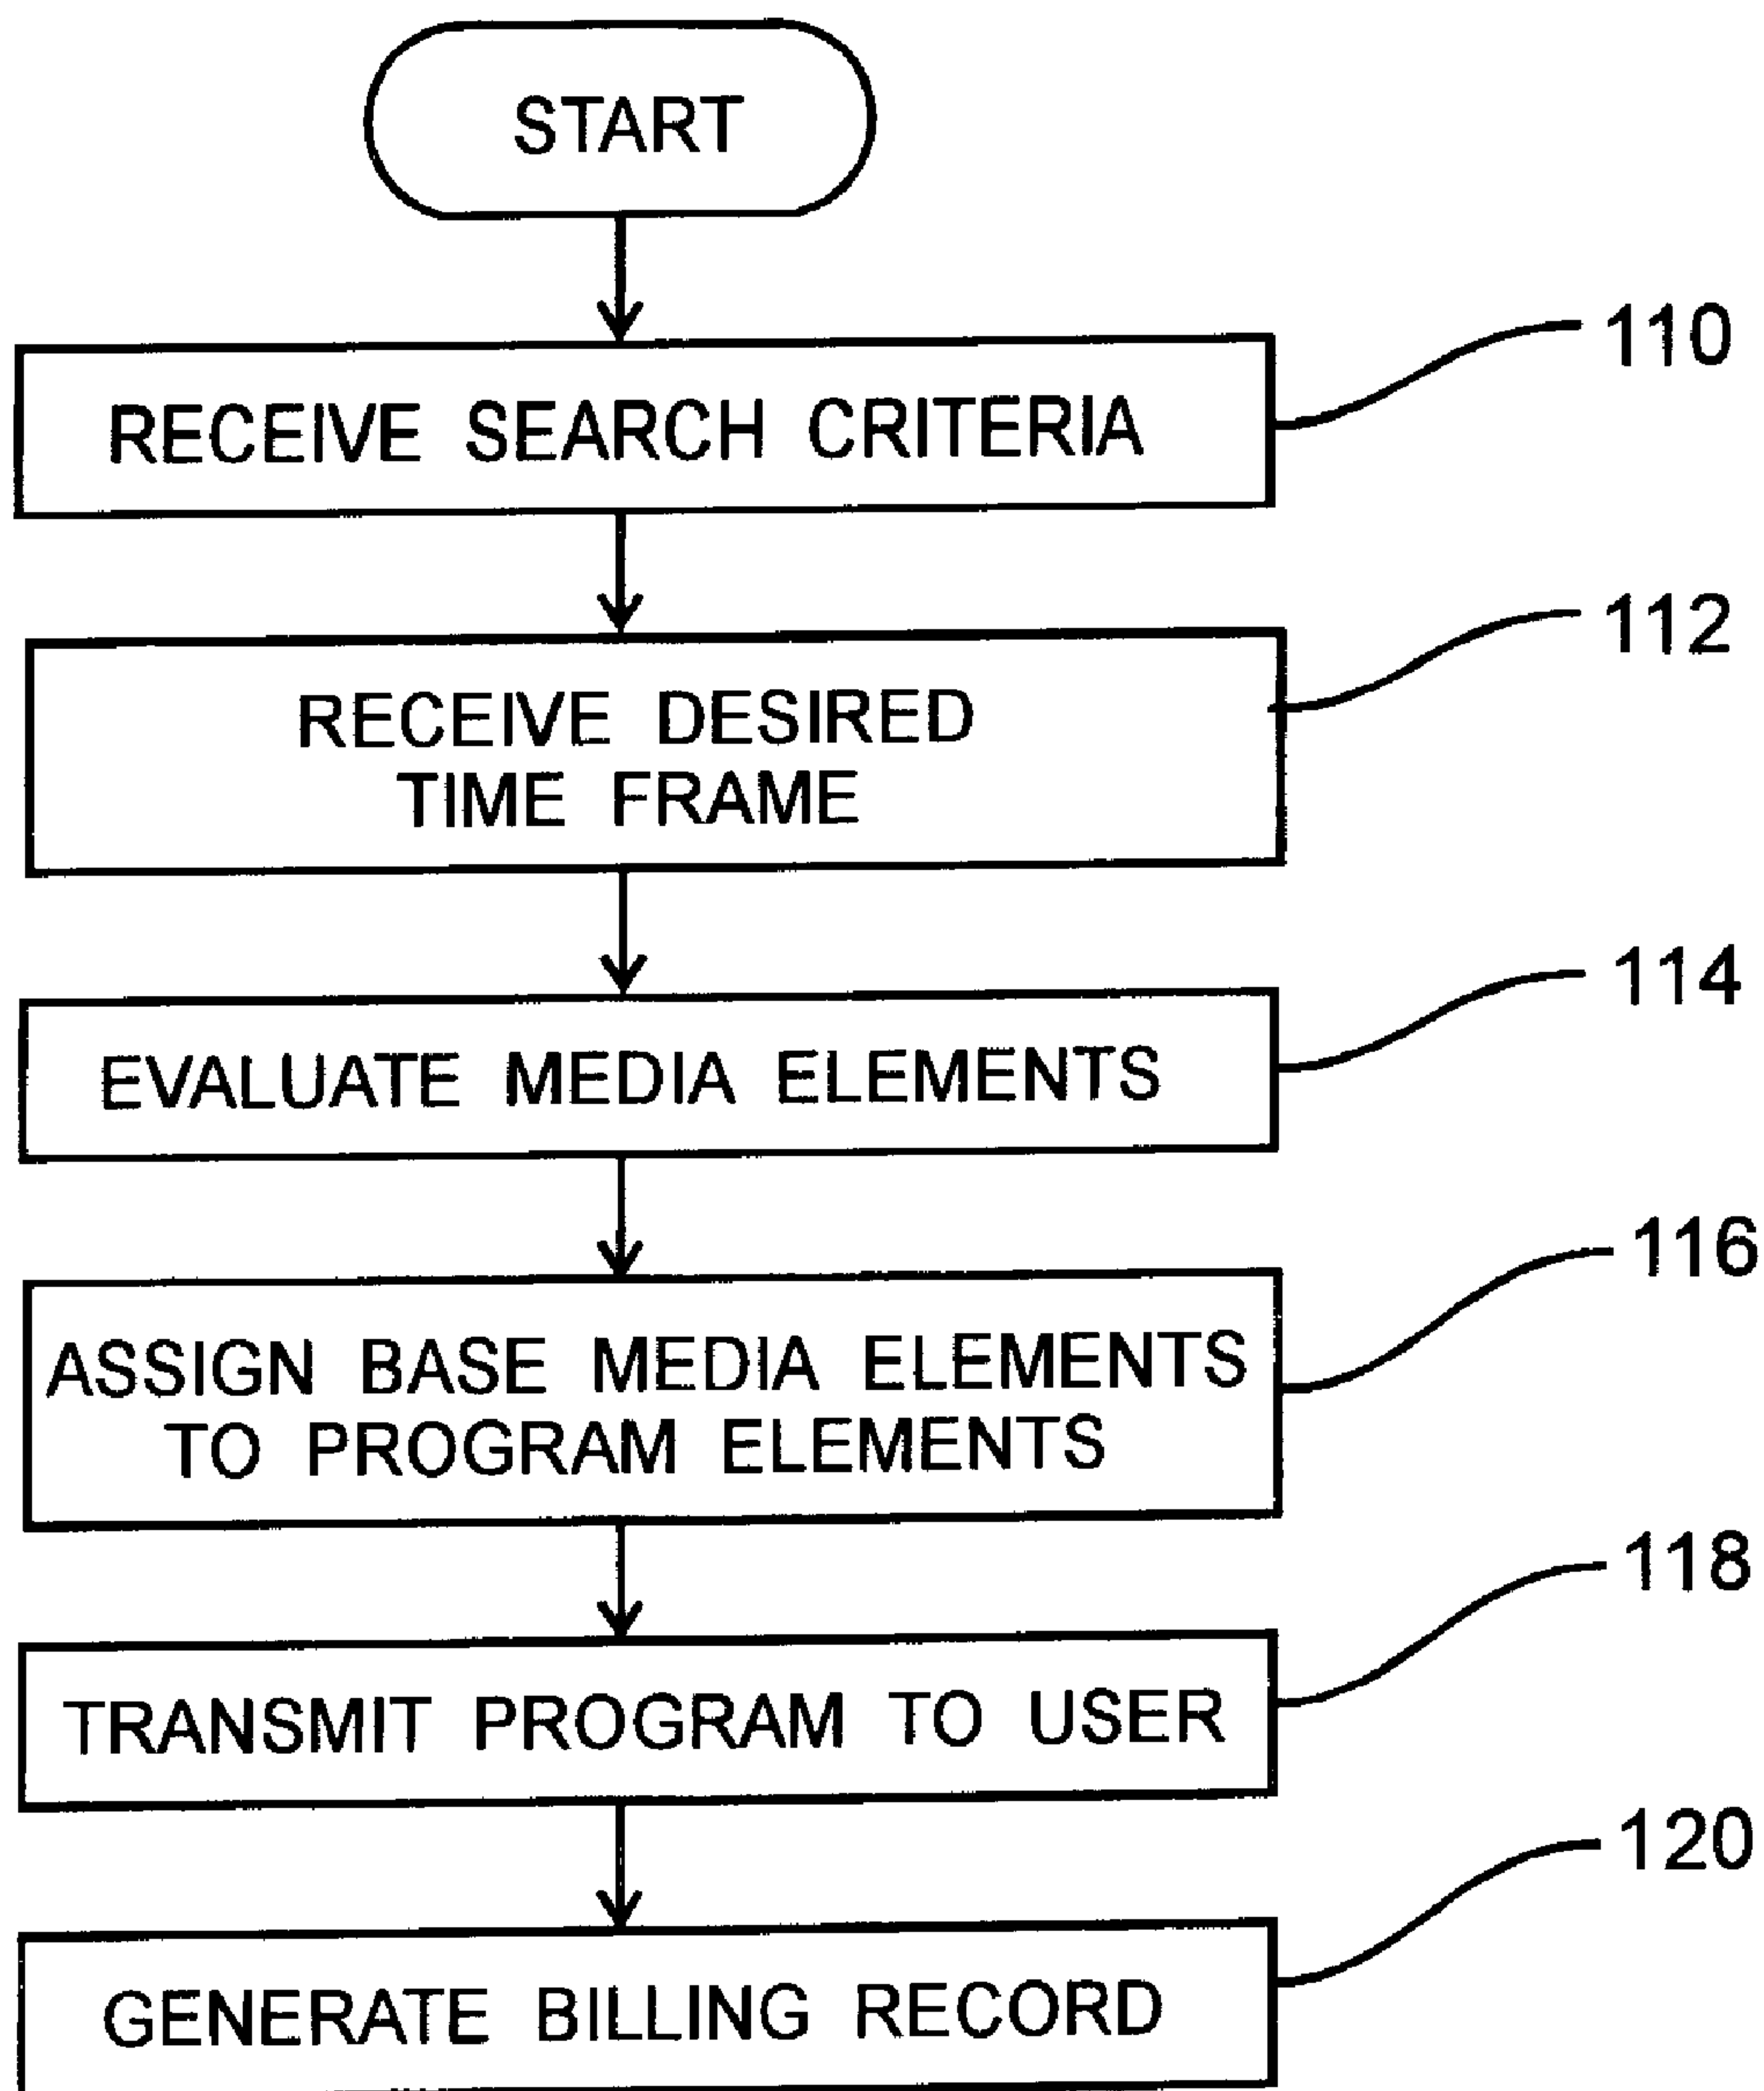 START
RECEIVE SEARCH CRITERIA
110
RECEIVE DESIRED
TIME FRAME
112
EVALUATE MEDIA ELEMENTS
114
ASSIGN BASE MEDIA ELEMENTS
TO PROGRAM ELEMENTS
116
TRANSMIT PROGRAM TO USER
118
GENERATE BILLING RECORD
120